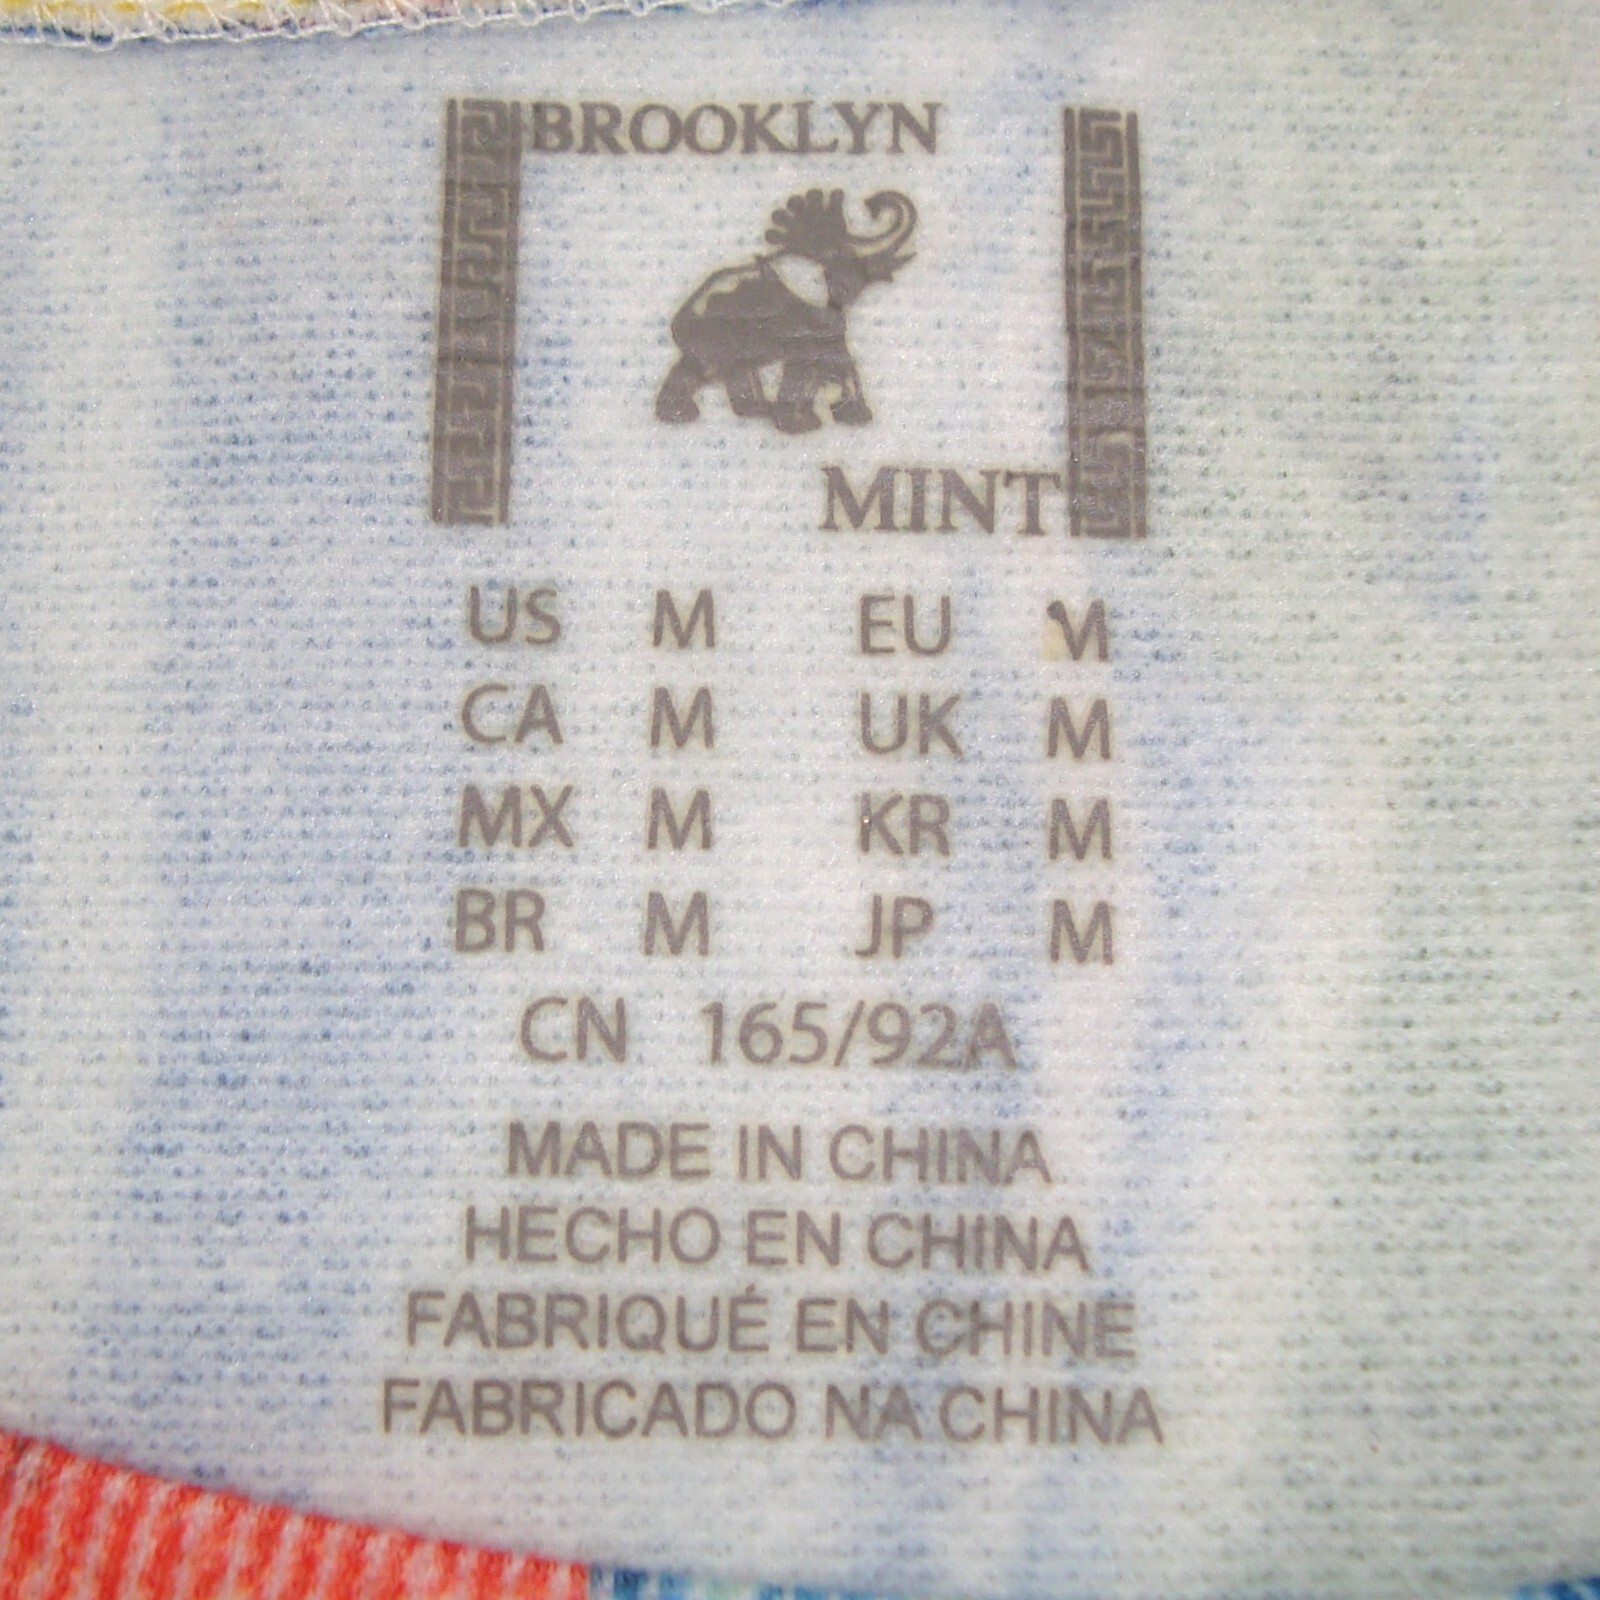 BROOKLYN
MINT
US M EU M
CA M UK M
MX M KR M
BR M JP M
CN 165/92A
MADE IN CHINA
HECHO EN CHINA
FABRIQUÉ EN CHINE
FABRICADO NA CHINA